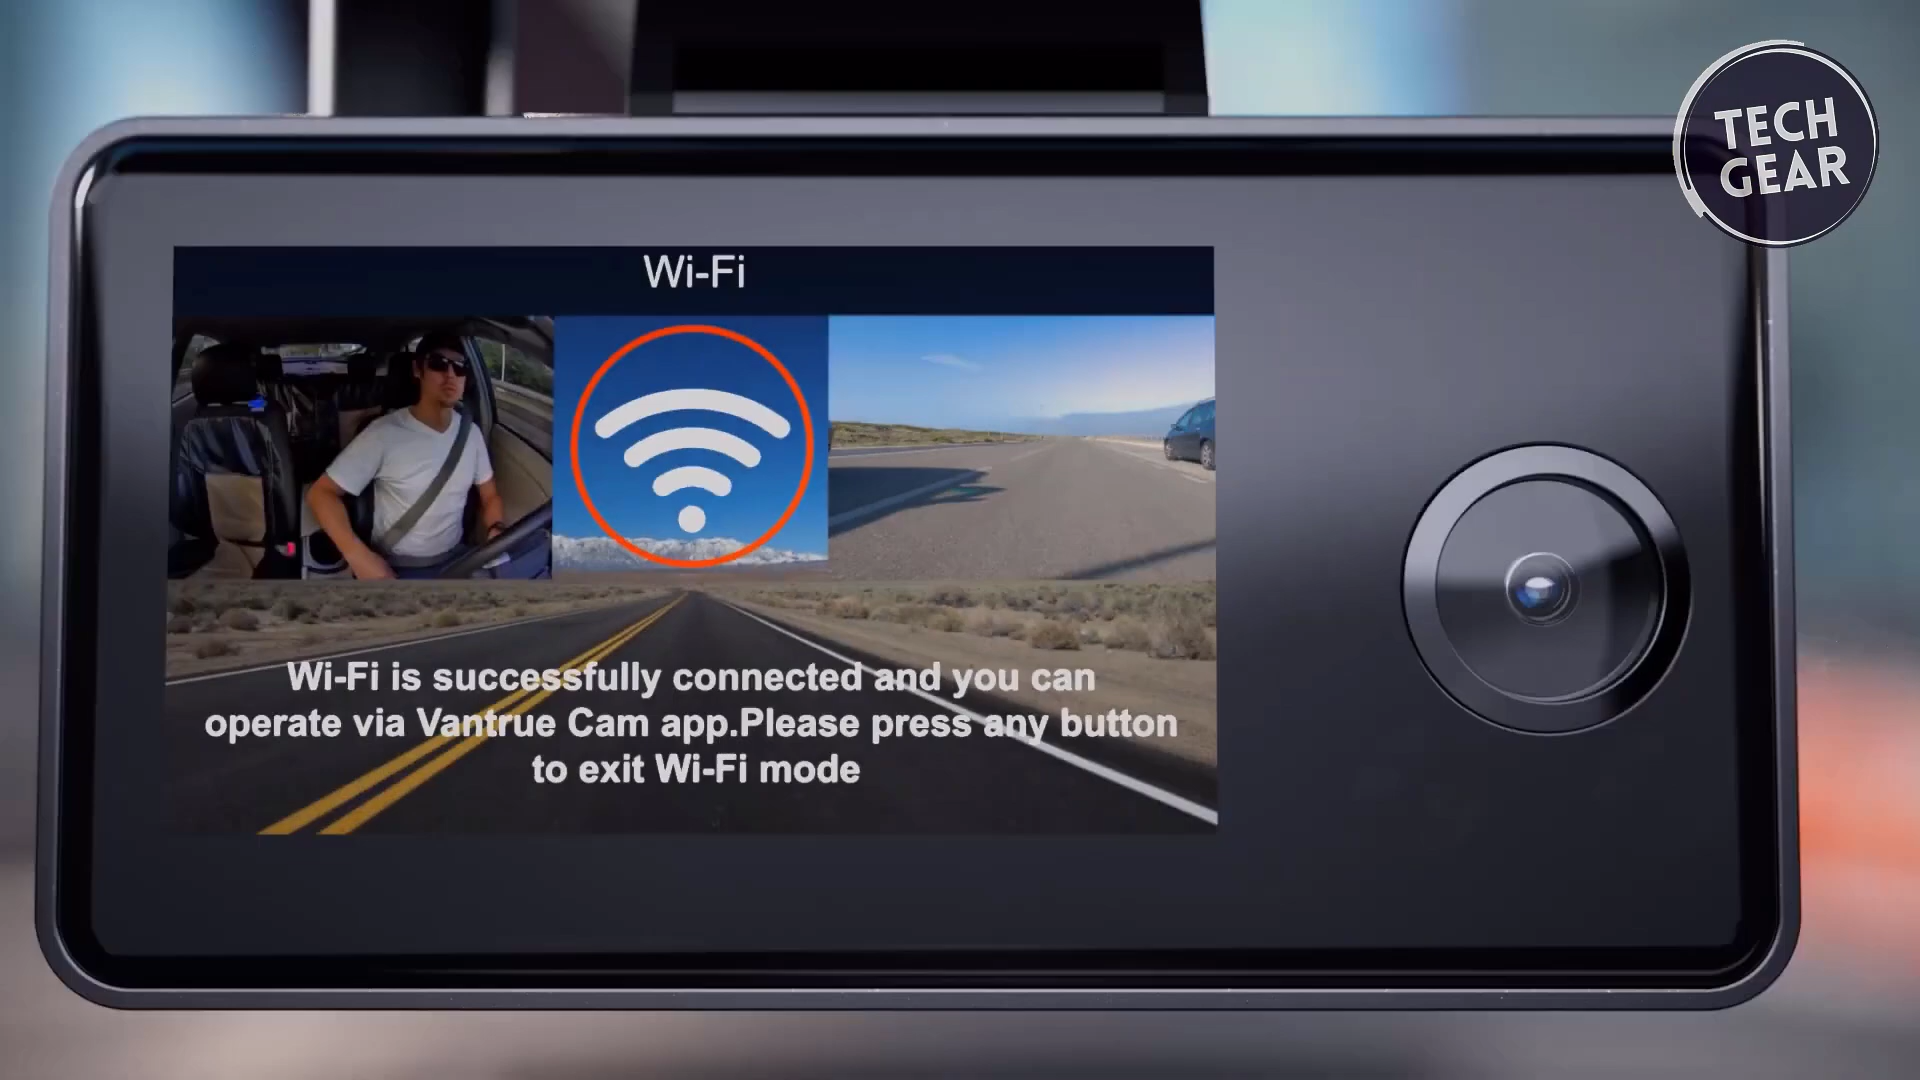 TECH
GEAR
Wi-Fi
Wi-Fi is successfully connected and you can
operate via Vantrue Cam app.Please press any button
to exit Wi-Fi mode